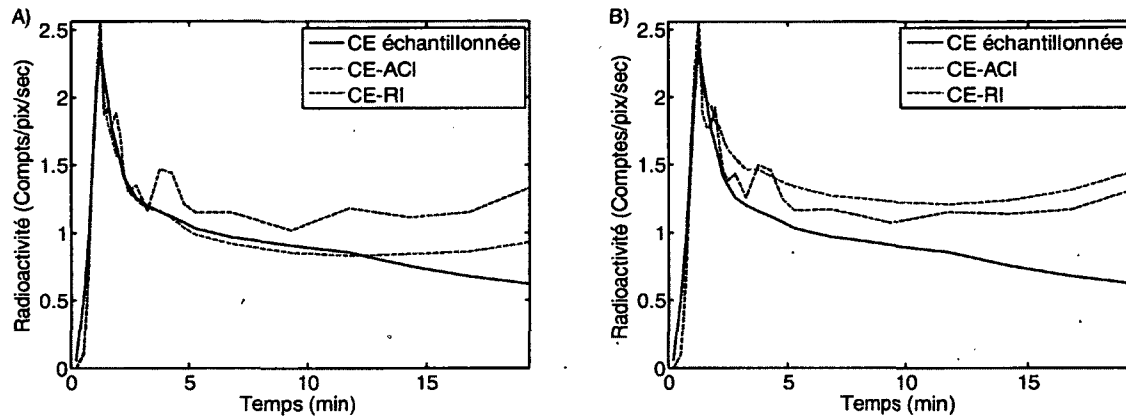 A)
Radioactivité (Compts/pix/sec)
2.5
2
1.5
1
0.5
0
0
5
10
15
Temps (min)
CE échantillonnée
CE-ACI
CE-RI
B)
Radioactivité (Comptes/pix/sec)
2.5
2
1.5
1
0.5
0
0
5
10
15
Temps (min)
CE échantillonnée
CE-ACI
CE-RI